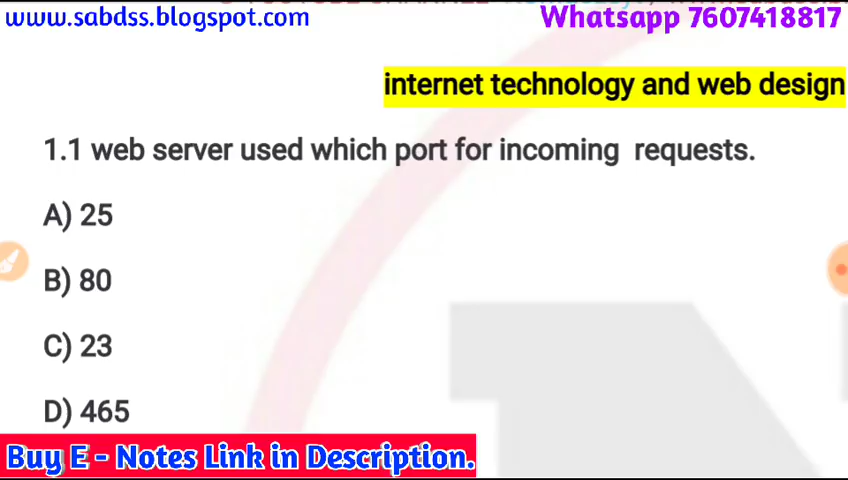 www.sabdss.blogspot.com
Whatsapp 7607418817
internet technology and web design
1.1 web server used which port for incoming requests.
A) 25
B) 80
C) 23
D) 465
Buy E - Notes Link in Description.